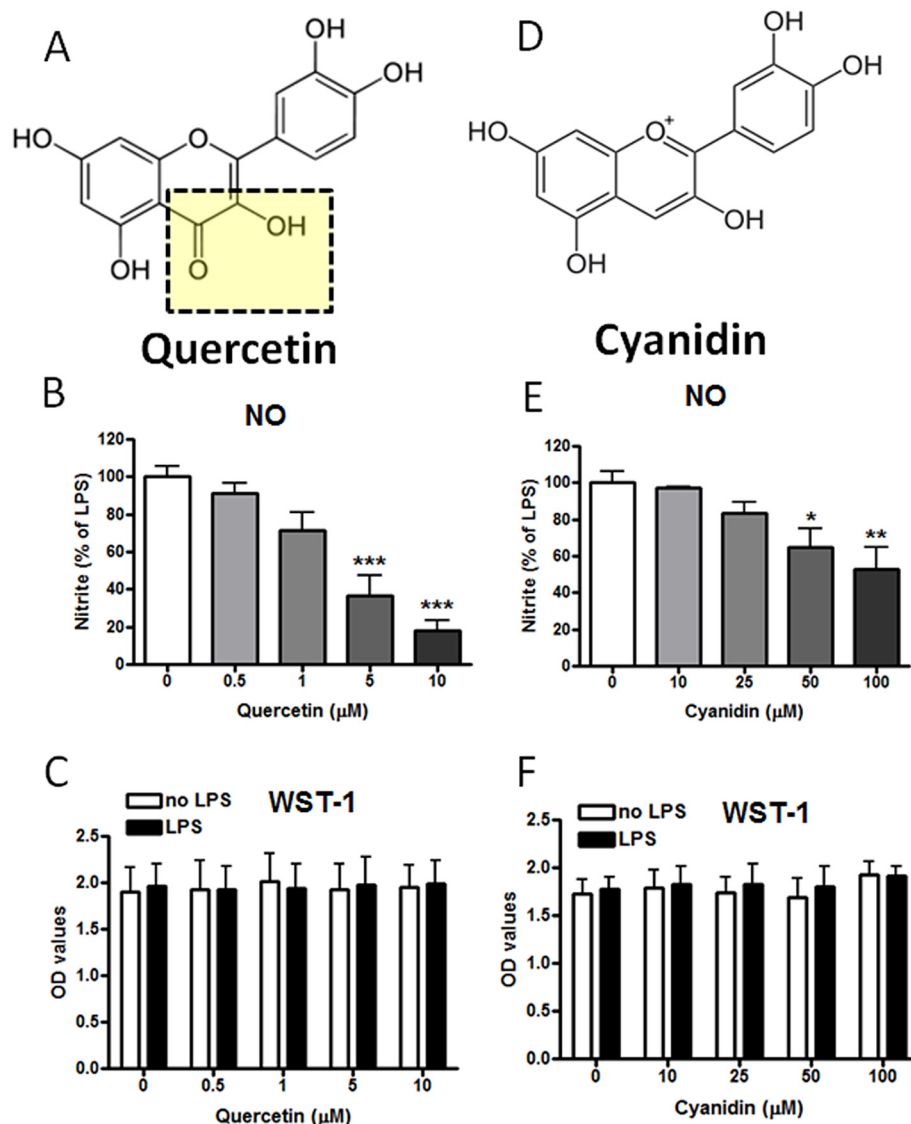 A
OH
OH
HO
O
OH
OH
O
Quercetin
B
NO
Nitrite (% of LPS)
120
100
80
60
40
20
0
***
***
0 0.5 1 5 10
Quercetin (µM)
C
WST-1
no LPS
LPS
OD values
2.5
2.0
1.5
1.0
0.5
0.0
0 0.5 1 5 10
Quercetin (µM)
D
OH
OH
HO
O+
OH
OH
Cyanidin
E
NO
Nitrite (% of LPS)
120
100
80
60
40
20
0
*
**
0 10 25 50 100
Cyanidin (µM)
F
WST-1
no LPS
LPS
OD values
2.5
2.0
1.5
1.0
0.5
0.0
0 10 25 50 100
Cyanidin (µM)